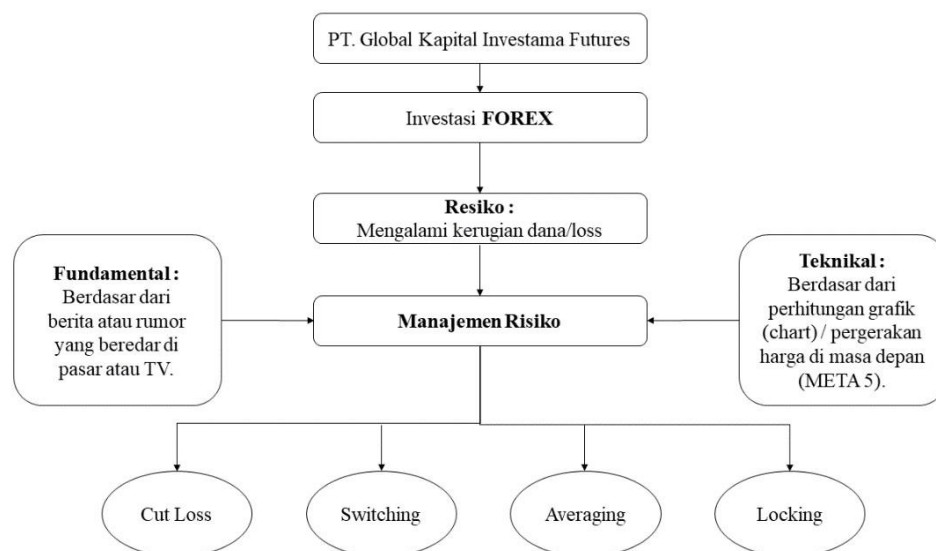 PT. Global Kapital Investama Futures
Investasi FOREX
Resiko :
Mengalami kerugian dana/loss
Fundamental :
Berdasar dari
berita atau rumor
yang beredar di
pasar atau TV.
Manajemen Risiko
Teknikal :
Berdasar dari
perhitungan grafik
(chart) / pergerakan
harga di masa depan
(META 5).
Cut Loss
Switching
Averaging
Locking